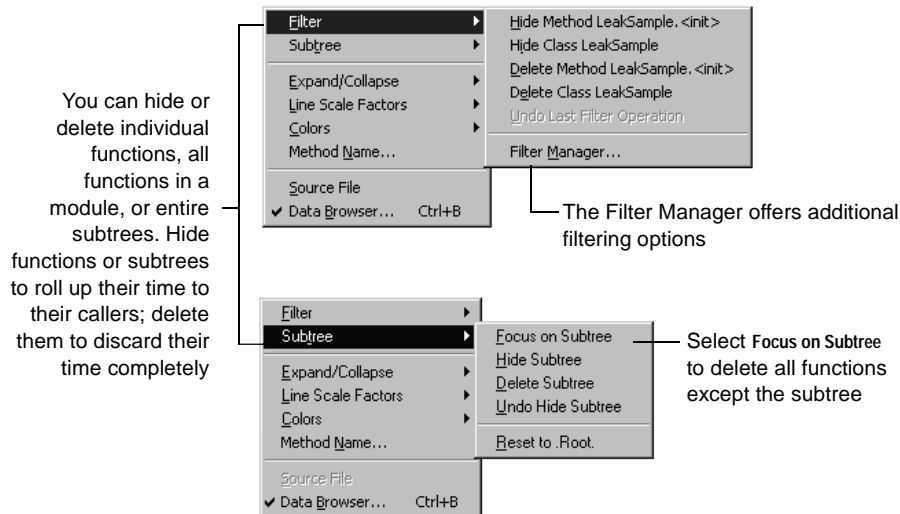 You can hide or
delete individual
functions, all
functions in a
module, or entire
subtrees. Hide
functions or subtrees
to roll up their time to
their callers; delete
them to discard their
time completely
Filter
Subtree
Expand/Collapse
Line Scale Factors
Colors
Method Name...
Source File
Data Browser... Ctrl+B
Hide Method LeakSample.<init>
Hide Class LeakSample
Delete Method LeakSample.<init>
Delete Class LeakSample
Undo Last Filter Operation
Filter Manager...
The Filter Manager offers additional
filtering options
Filter
Subtree
Expand/Collapse
Line Scale Factors
Colors
Method Name...
Source File
Data Browser... Ctrl+B
Focus on Subtree
Hide Subtree
Delete Subtree
Undo Hide Subtree
Reset to .Root.
Select Focus on Subtree
to delete all functions
except the subtree